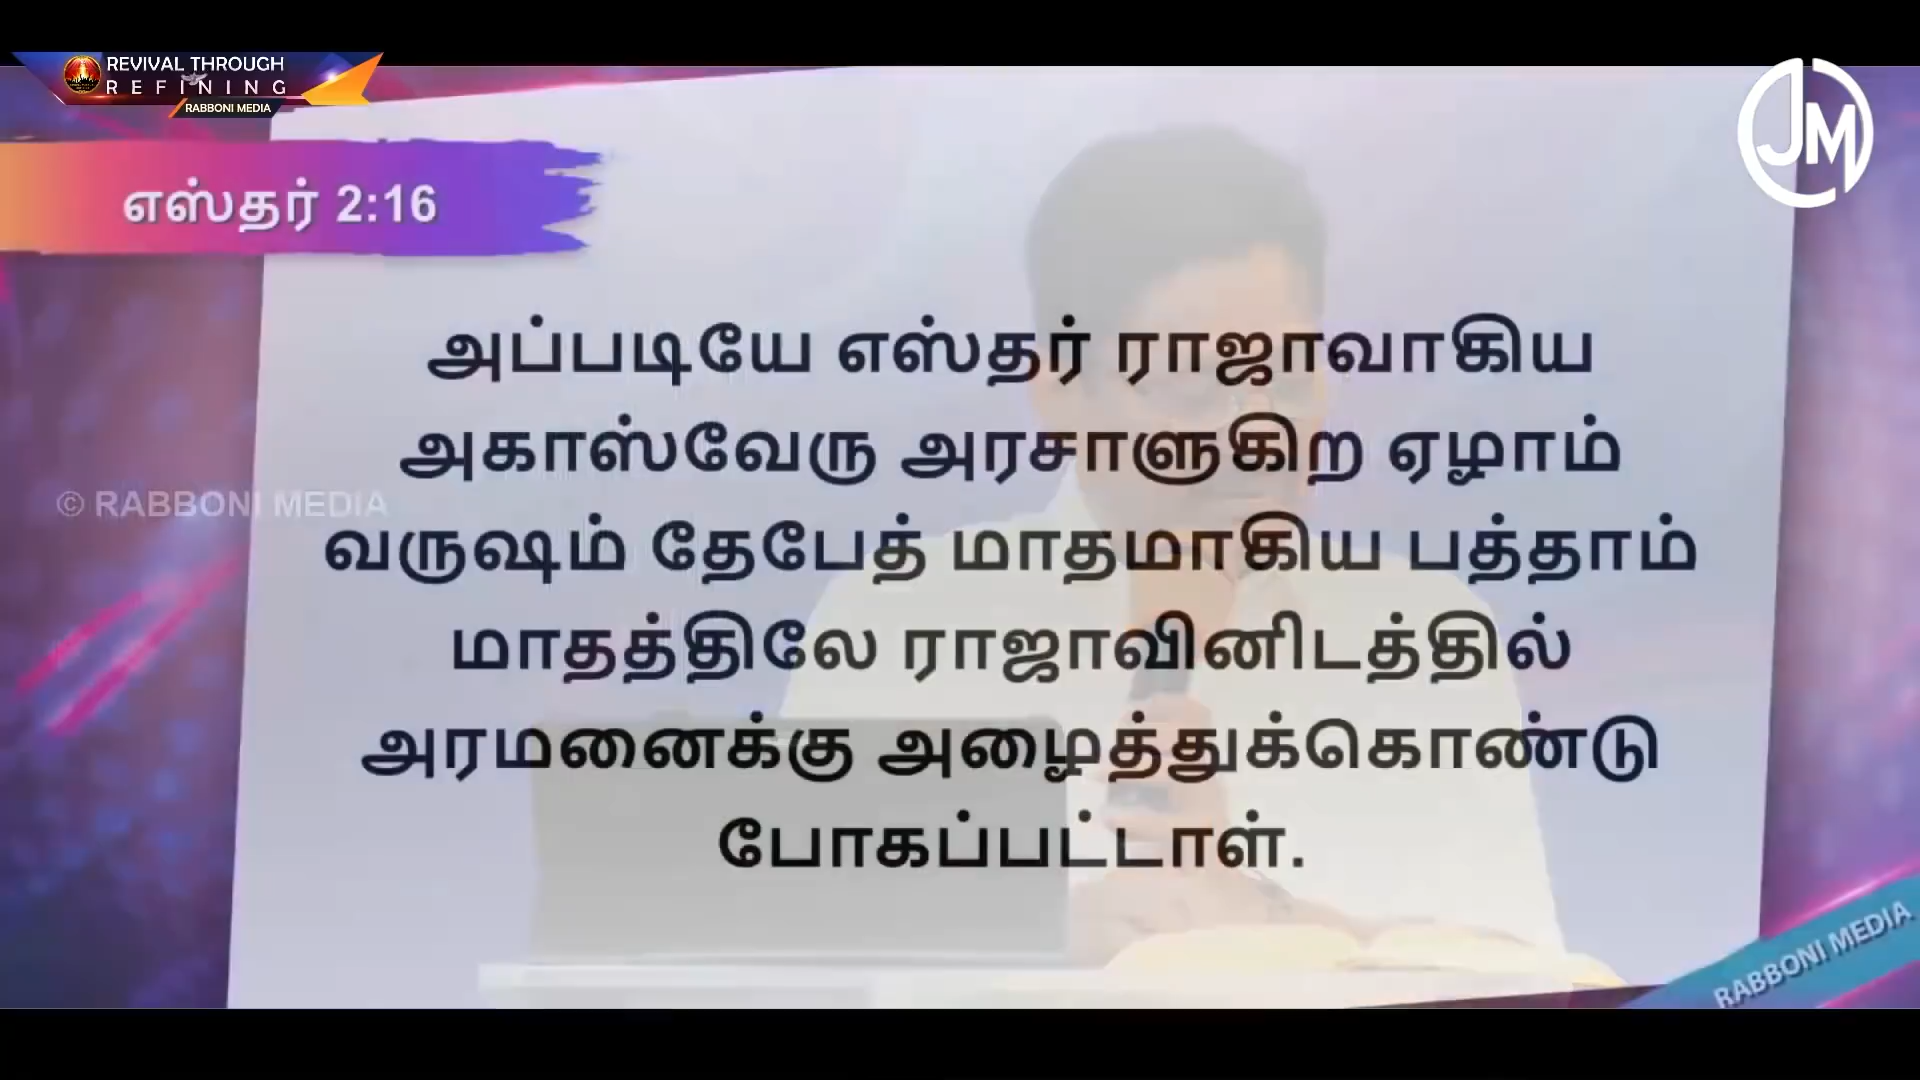 REVIVAL THROUGH
REFINING
RABBONI MEDIA
JM
எஸ்தர் 2:16
அப்படியே எஸ்தர் ராஜாவாகிய
அகாஸ்வேரு அரசாளுகிற ஏழாம்
வருஷம் தேபேத் மாதமாகிய பத்தாம்
மாதத்திலே ராஜாவினிடத்தில்
அரமனைக்கு அழைத்துக்கொண்டு
போகப்பட்டாள்.
© RABBONI MEDIA
RABBONI MEDIA